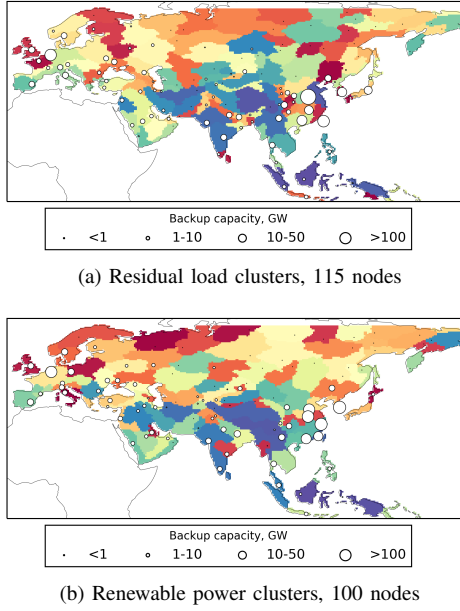 Backup capacity, GW
<1 1-10 10-50 >100
(a) Residual load clusters, 115 nodes
Backup capacity, GW
<1 1-10 10-50 >100
(b) Renewable power clusters, 100 nodes